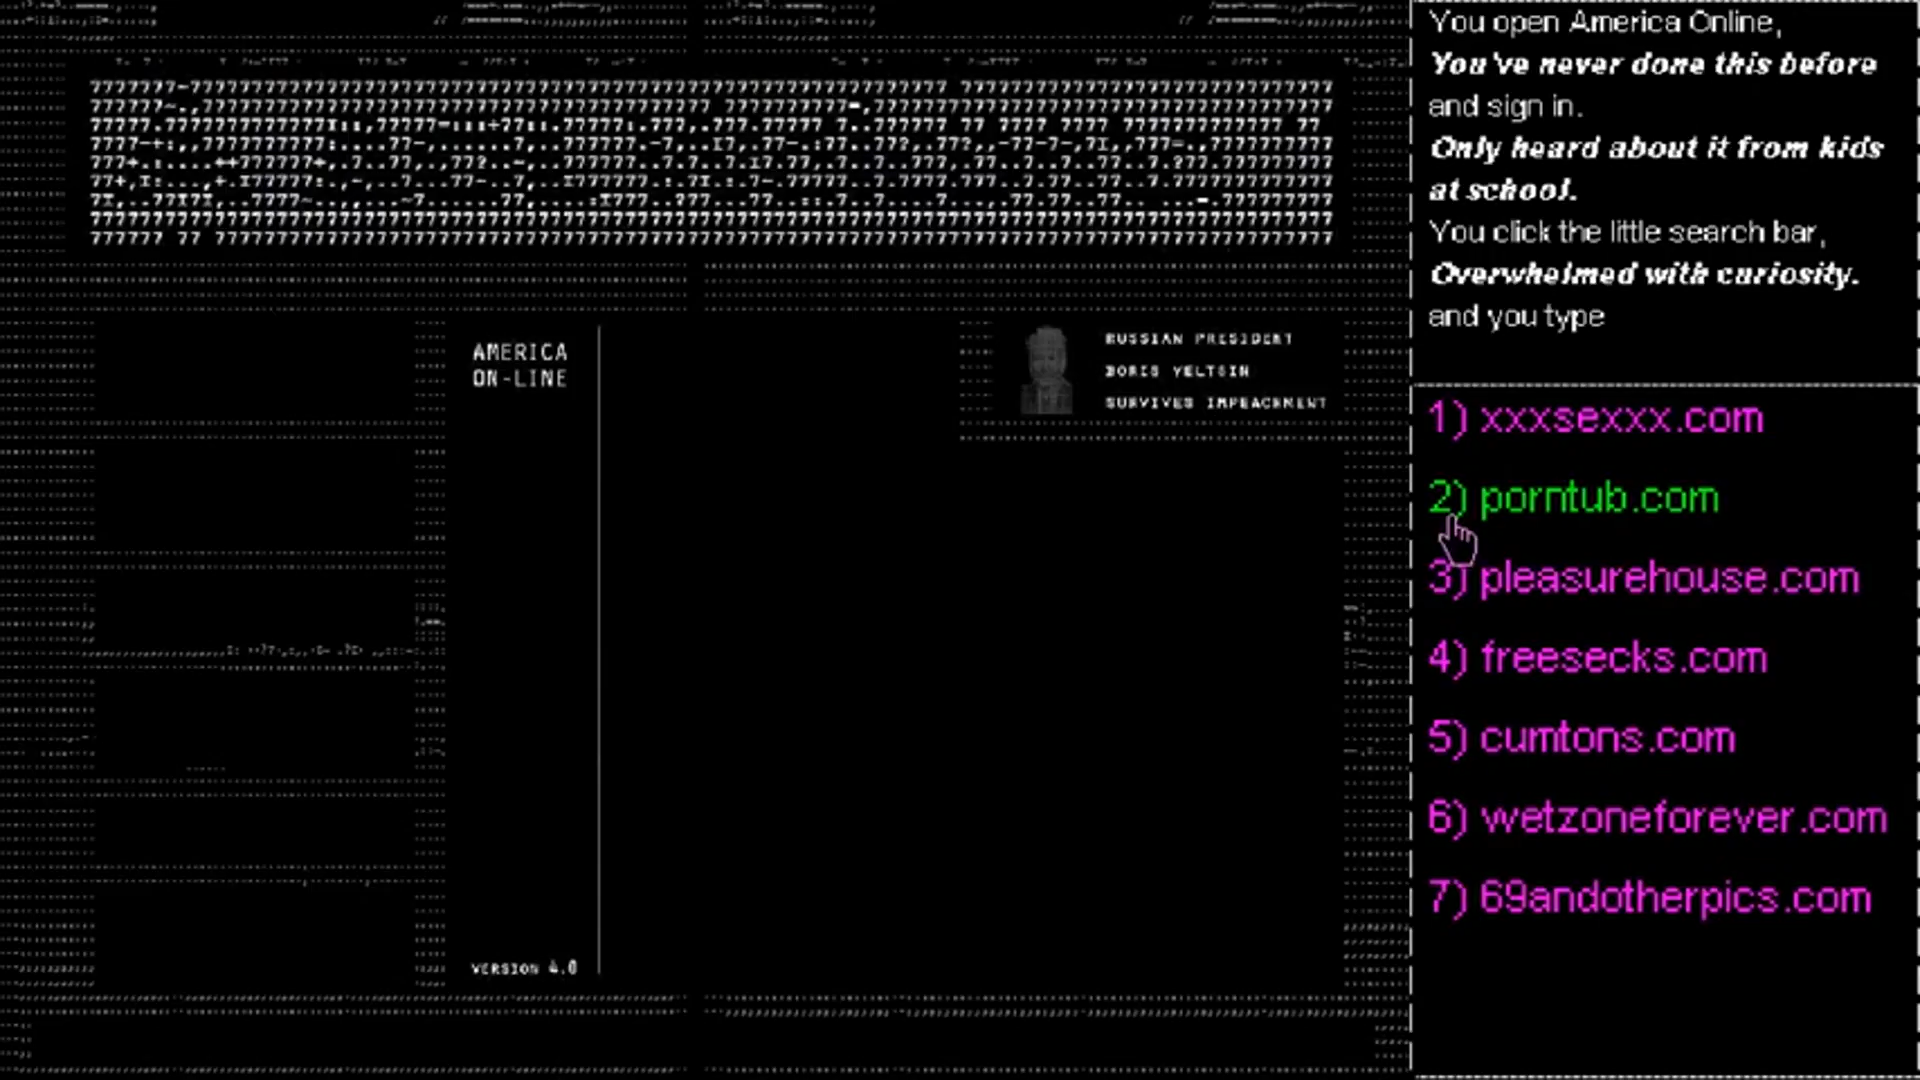 AMERICA
ON-LINE
RUSSIAN PRESIDENT
BORIS YELTSIN
SURVIVES IMPEACHMENT
VERSION 4.0
You open America Online,
You've never done this before
and sign in.
Only heard about it from kids
at school.
You click the little search bar,
Overwhelmed with curiosity.
and you type
1) xxxsexxx.com
2) porntub.com
3) pleasurehouse.com
4) freesecks.com
5) cumtons.com
6) wetzoneforever.com
7) 69andotherpics.com